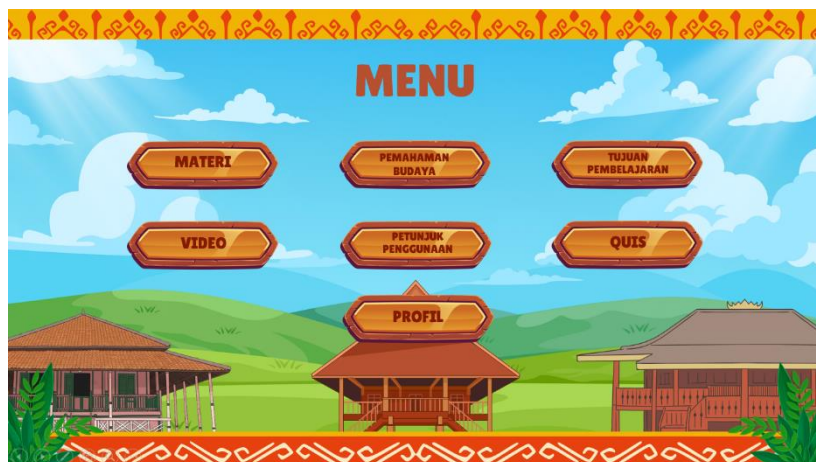 MENU
MATERI
PEMAHAMAN
BUDAYA
TUJUAN
PEMBELAJARAN
VIDEO
PETUNJUK
PENGGUNAAN
QUIS
PROFIL